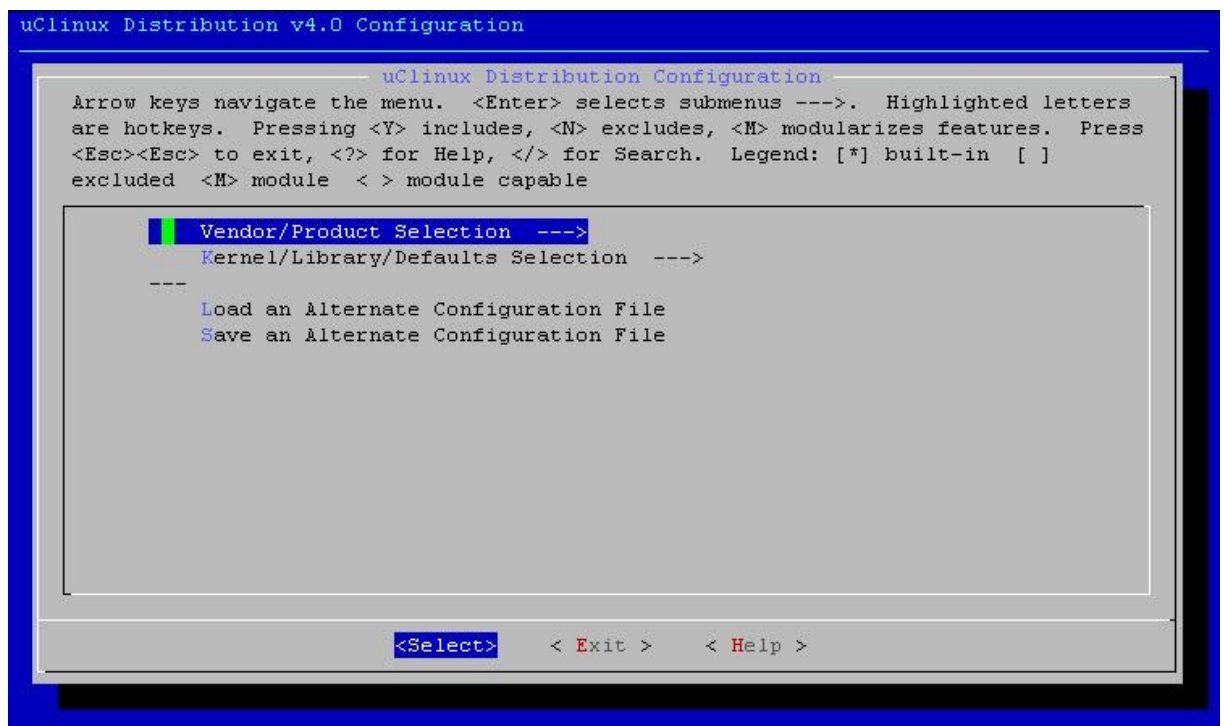 uClinux Distribution v4.0 Configuration
uClinux Distribution Configuration
Arrow keys navigate the menu.  <Enter> selects submenus --->.  Highlighted letters
are hotkeys.  Pressing <Y> includes, <N> excludes, <M> modularizes features.  Press
<Esc><Esc> to exit, <?> for Help, </> for Search.  Legend: [*] built-in  [ ]
excluded  <M> module  < > module capable
Vendor/Product Selection  --->
Kernel/Library/Defaults Selection  --->
---
Load an Alternate Configuration File
Save an Alternate Configuration File
<Select>    < Exit >    < Help >